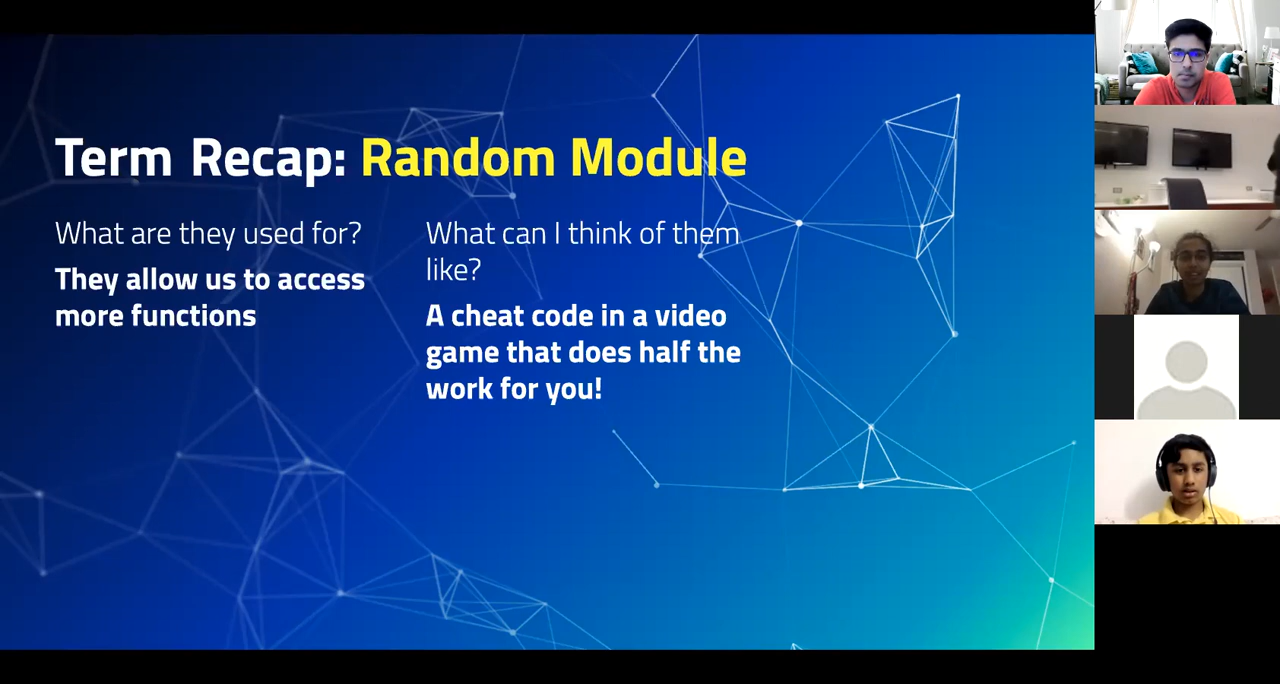 Term Recap: Random Module
What are they used for?
They allow us to access
more functions
What can I think of them
like?
A cheat code in a video
game that does half the
work for you!